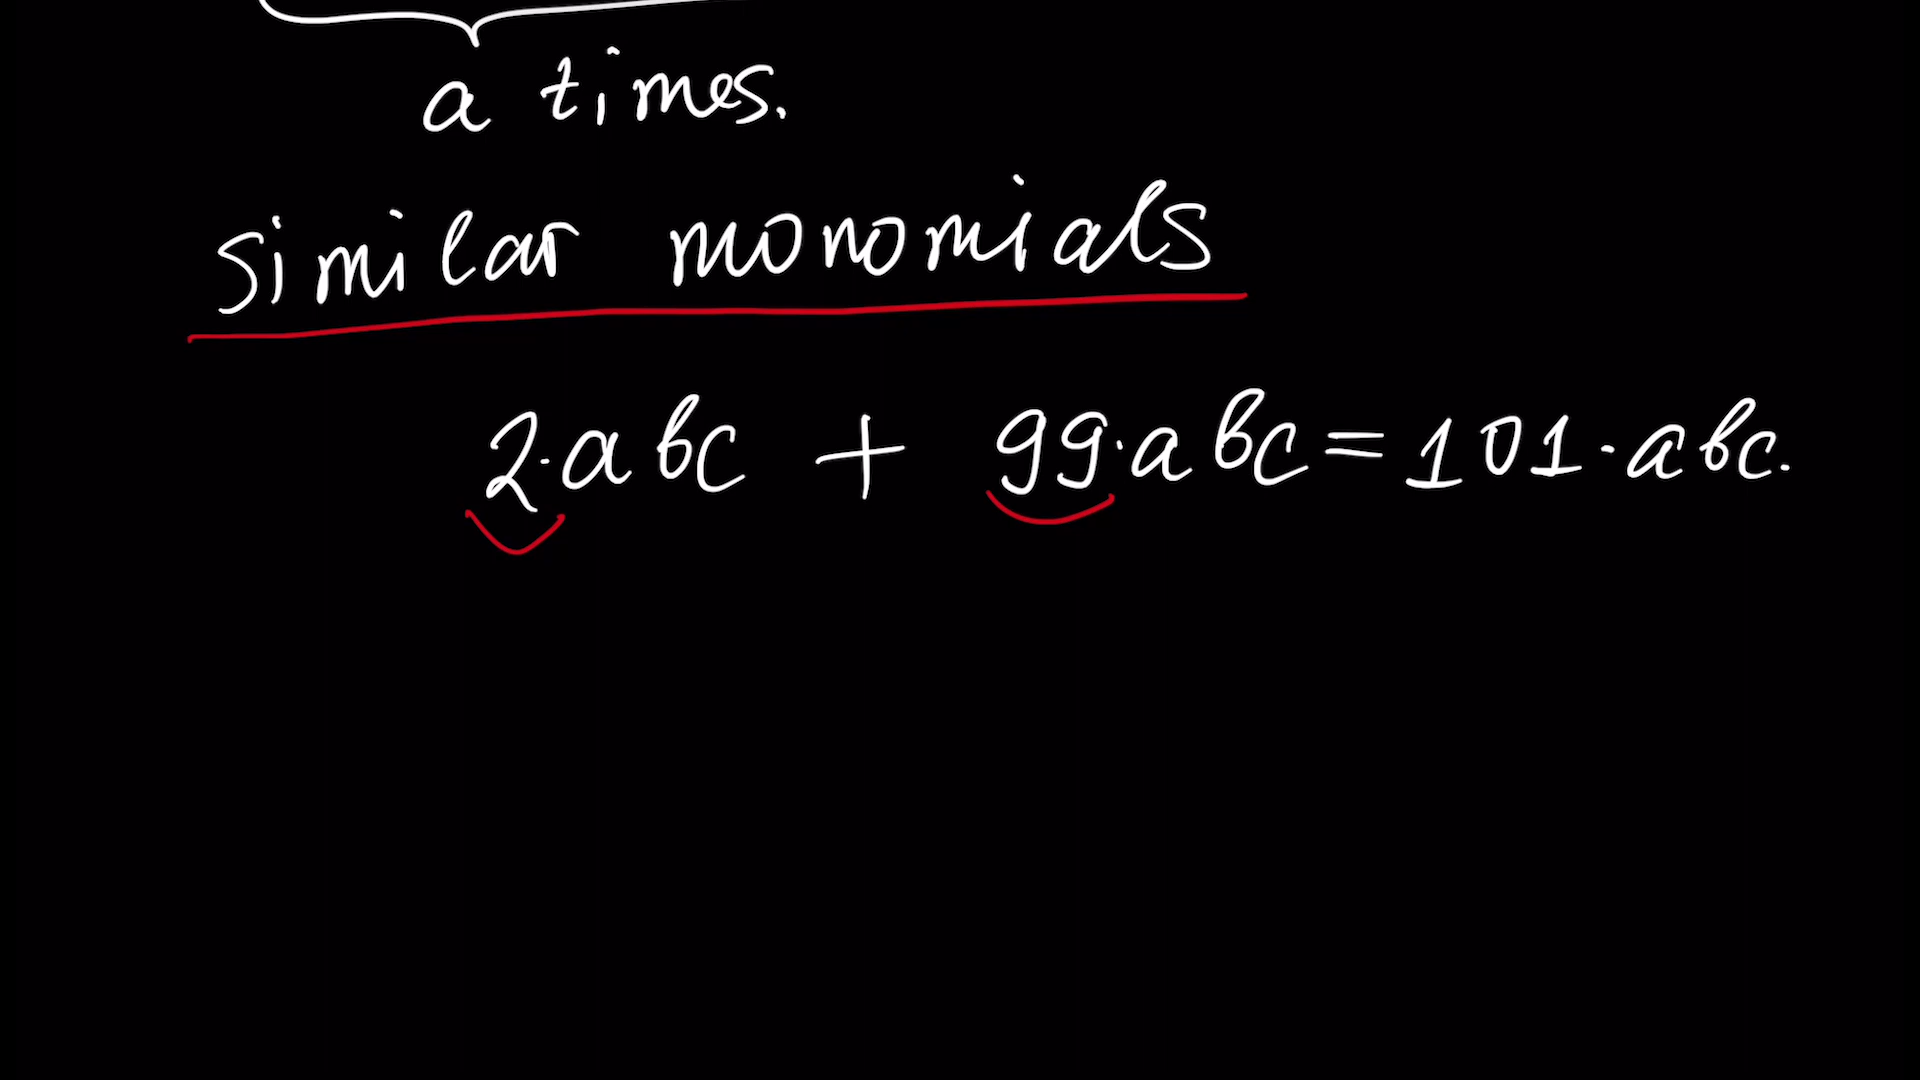 a times.
similar monomials
2·abc + 99·abc = 101·abc.